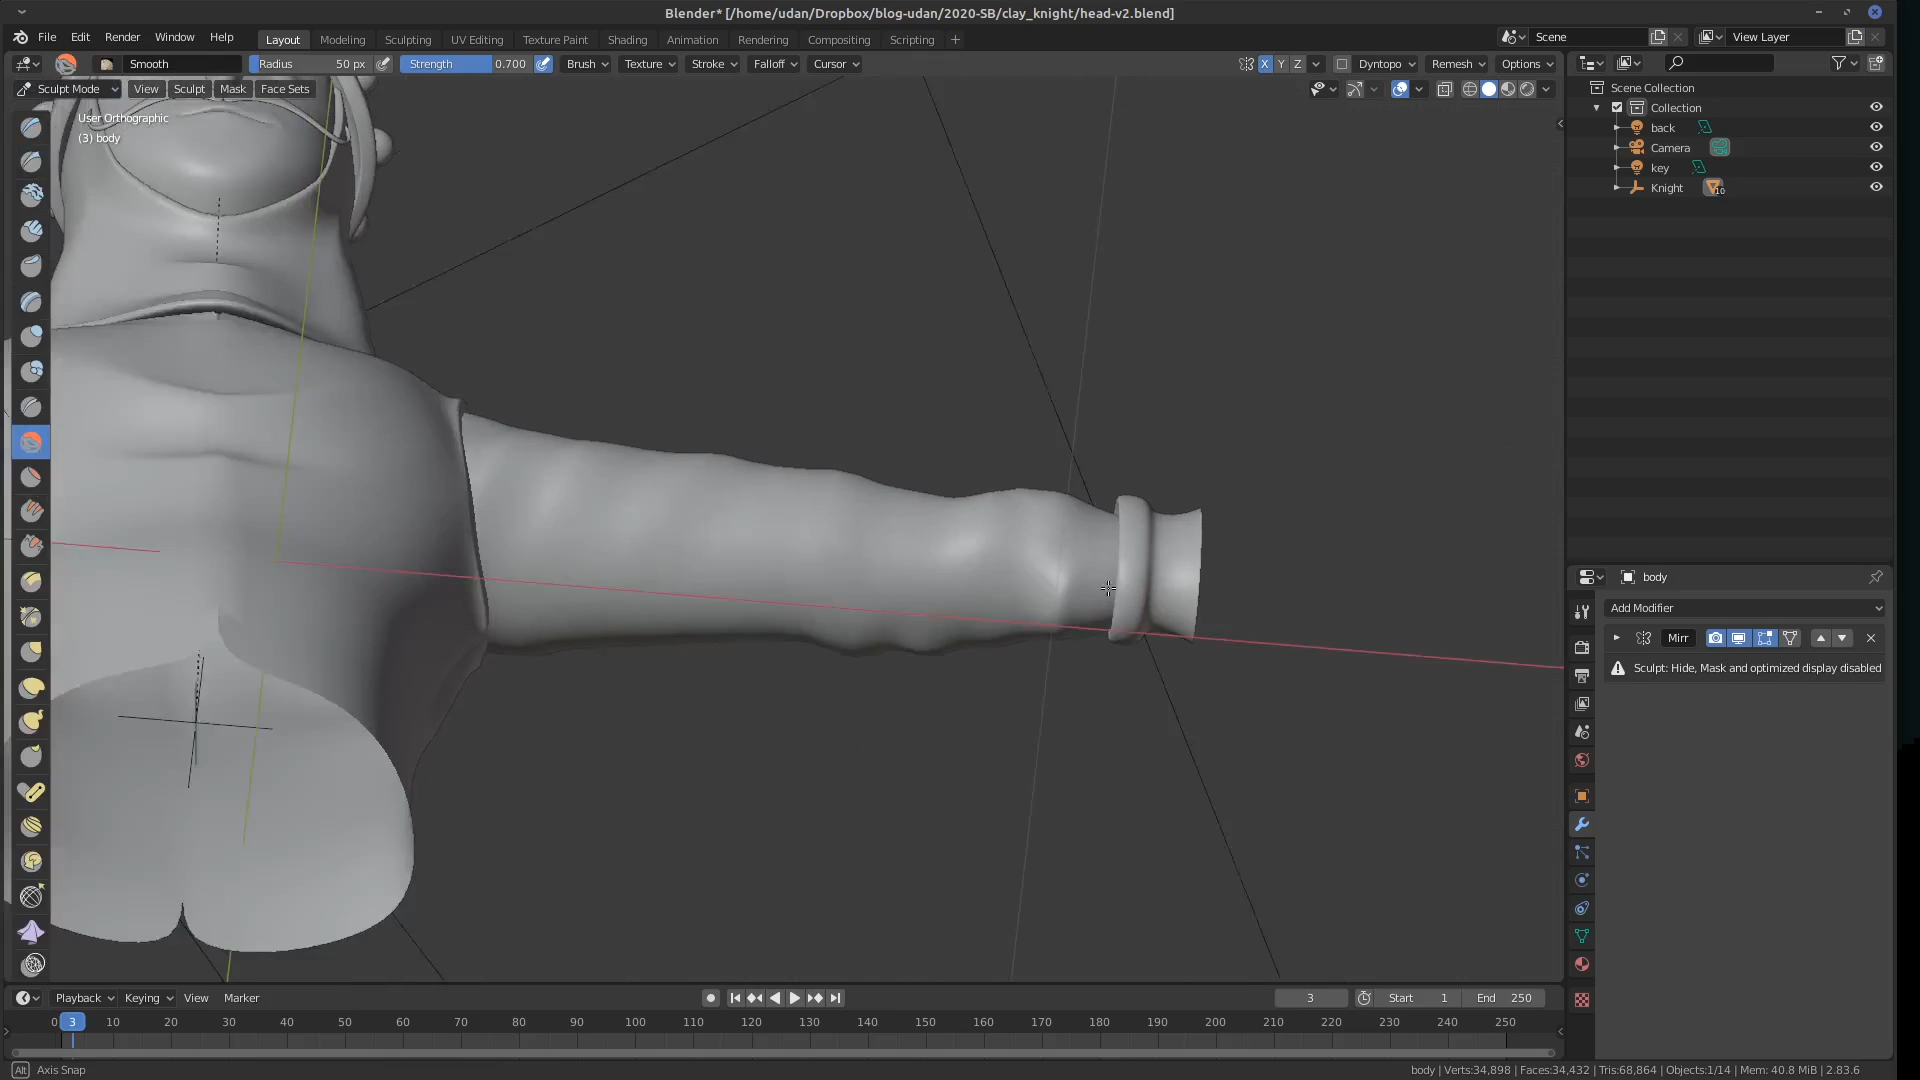 Blender* [/home/udan/Dropbox/blog-udan/2020-SB/clay_knight/head-v2.blend]
File Edit Render Window Help Layout Modeling Sculpting UV Editing Texture Paint Shading Animation Rendering Compositing Scripting + Scene View Layer
Smooth Radius 50 px Strength 0.700 Brush Texture Stroke Falloff Cursor X Y Z Dyntopo Remesh Options
Sculpt Mode View Sculpt Mask Face Sets
User Orthographic
(3) body
Scene Collection
Collection
back
Camera
key
Knight 10
body
Add Modifier
Mirr
Sculpt: Hide, Mask and optimized display disabled
Playback Keying View Marker 3 Start 1 End 250
0 3 10 20 30 40 50 60 70 80 90 100 110 120 130 140 150 160 170 180 190 200 210 220 230 240 250
Alt Axis Snap body | Verts:34,898 | Faces:34,432 | Tris:68,864 | Objects:1/14 | Mem: 40.8 MiB | 2.83.6